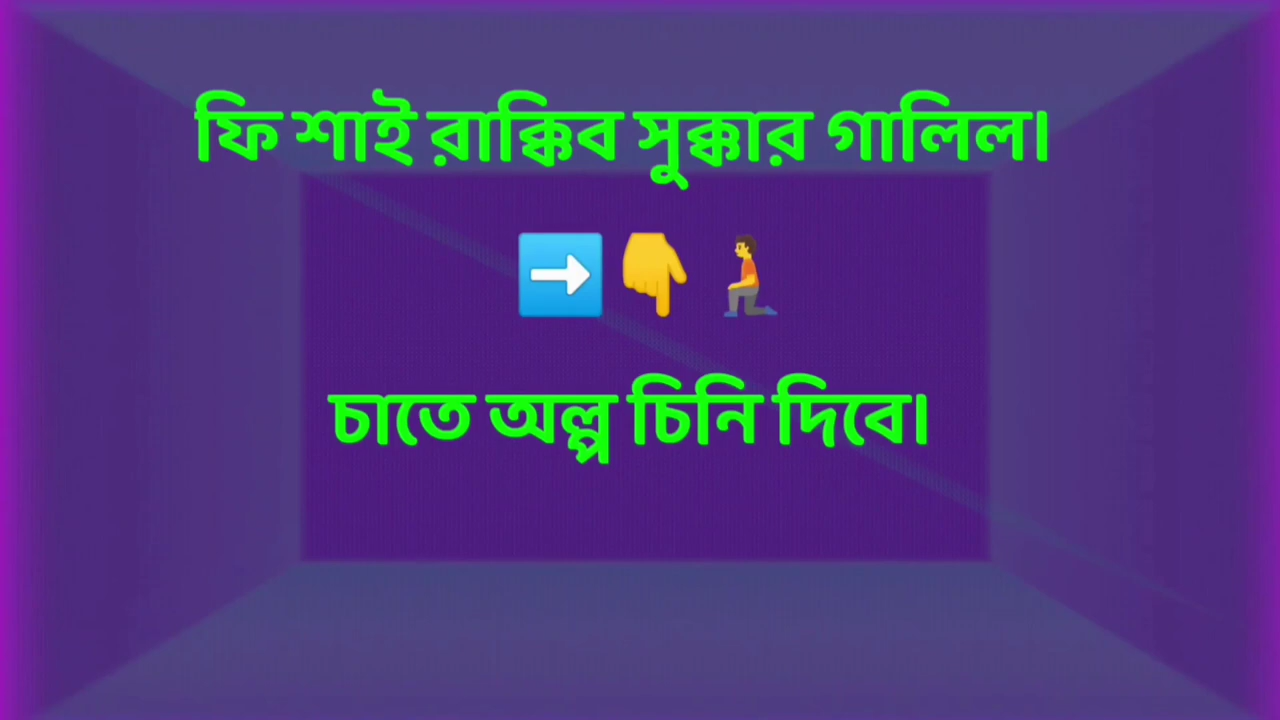 ফি শাই রাক্কিব সুক্কার গালিল।
চাতে অল্প চিনি দিবে।